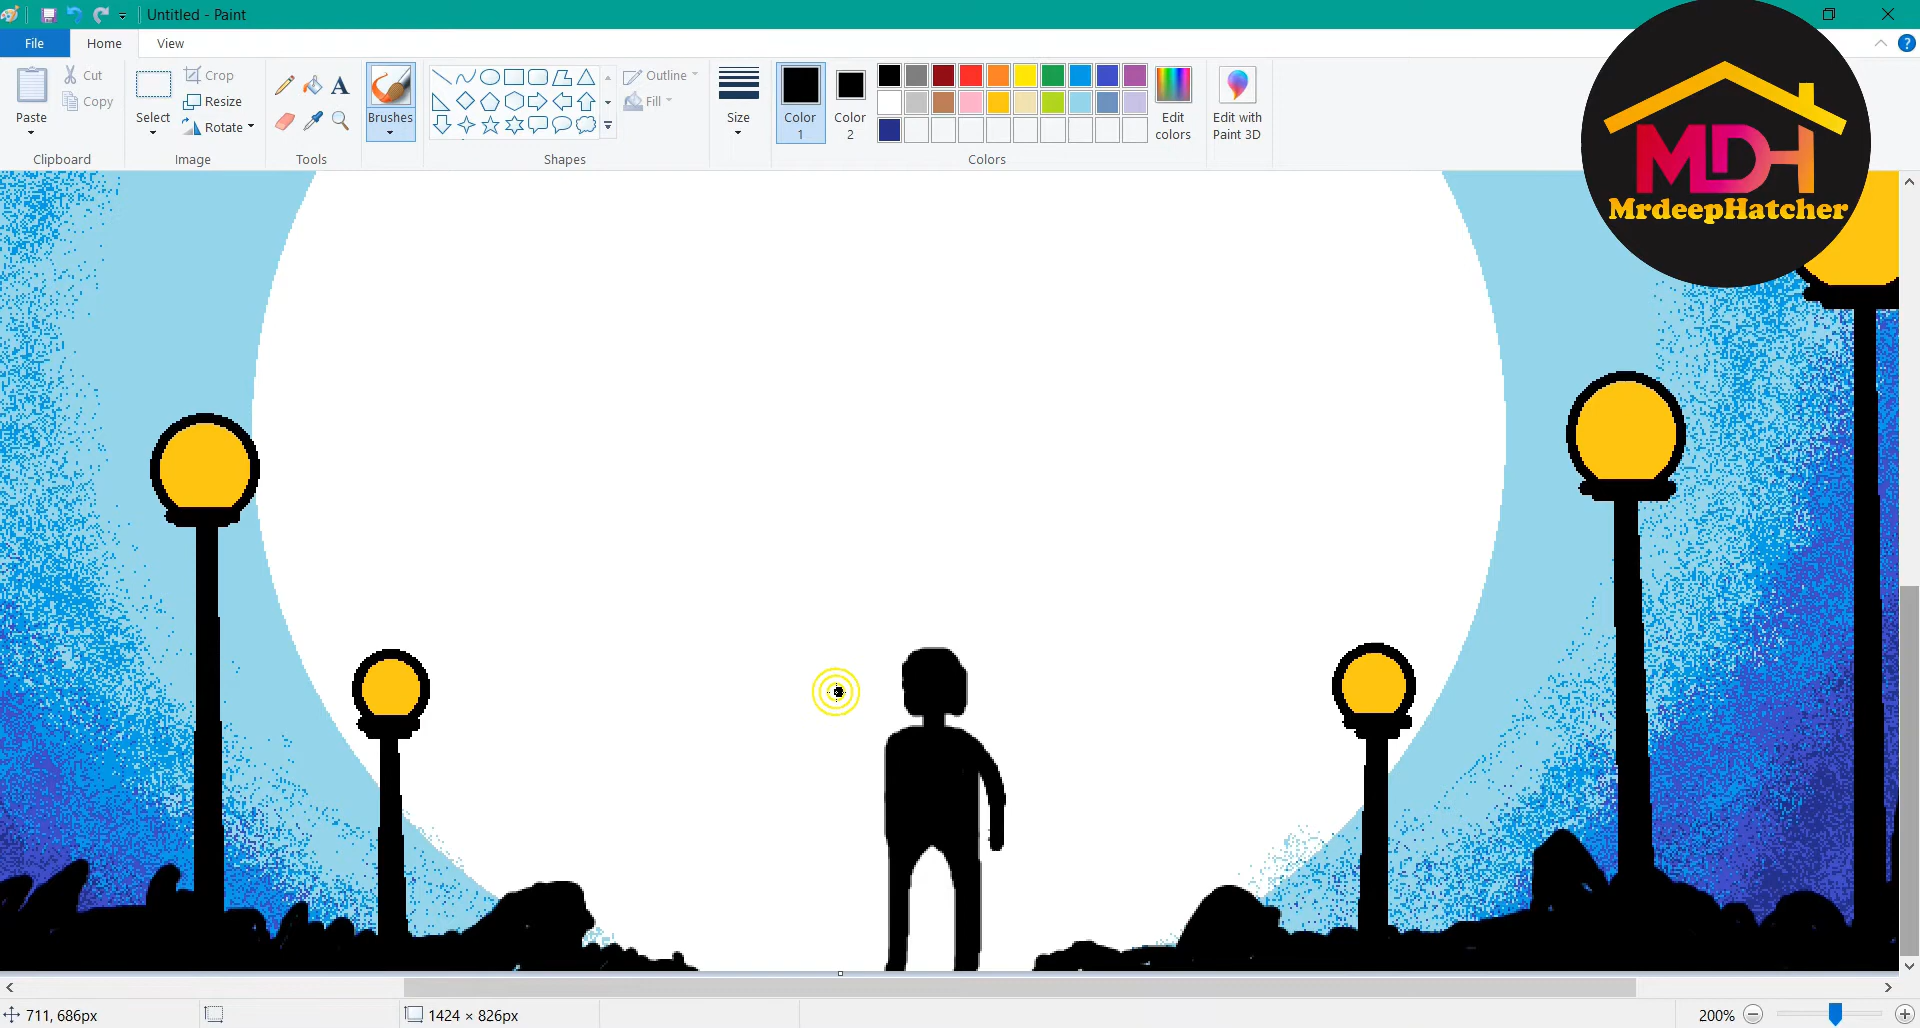 Untitled - Paint
File
Home
View
Paste
Cut
Copy
Clipboard
Select
Crop
Resize
Rotate
Image
A
Tools
Brushes
Outline
Fill
Shapes
Size
Color 1
Color 2
Edit colors
Colors
Edit with Paint 3D
?
MDH
MrdeepHatcher
711, 686px
1424 × 826px
200%